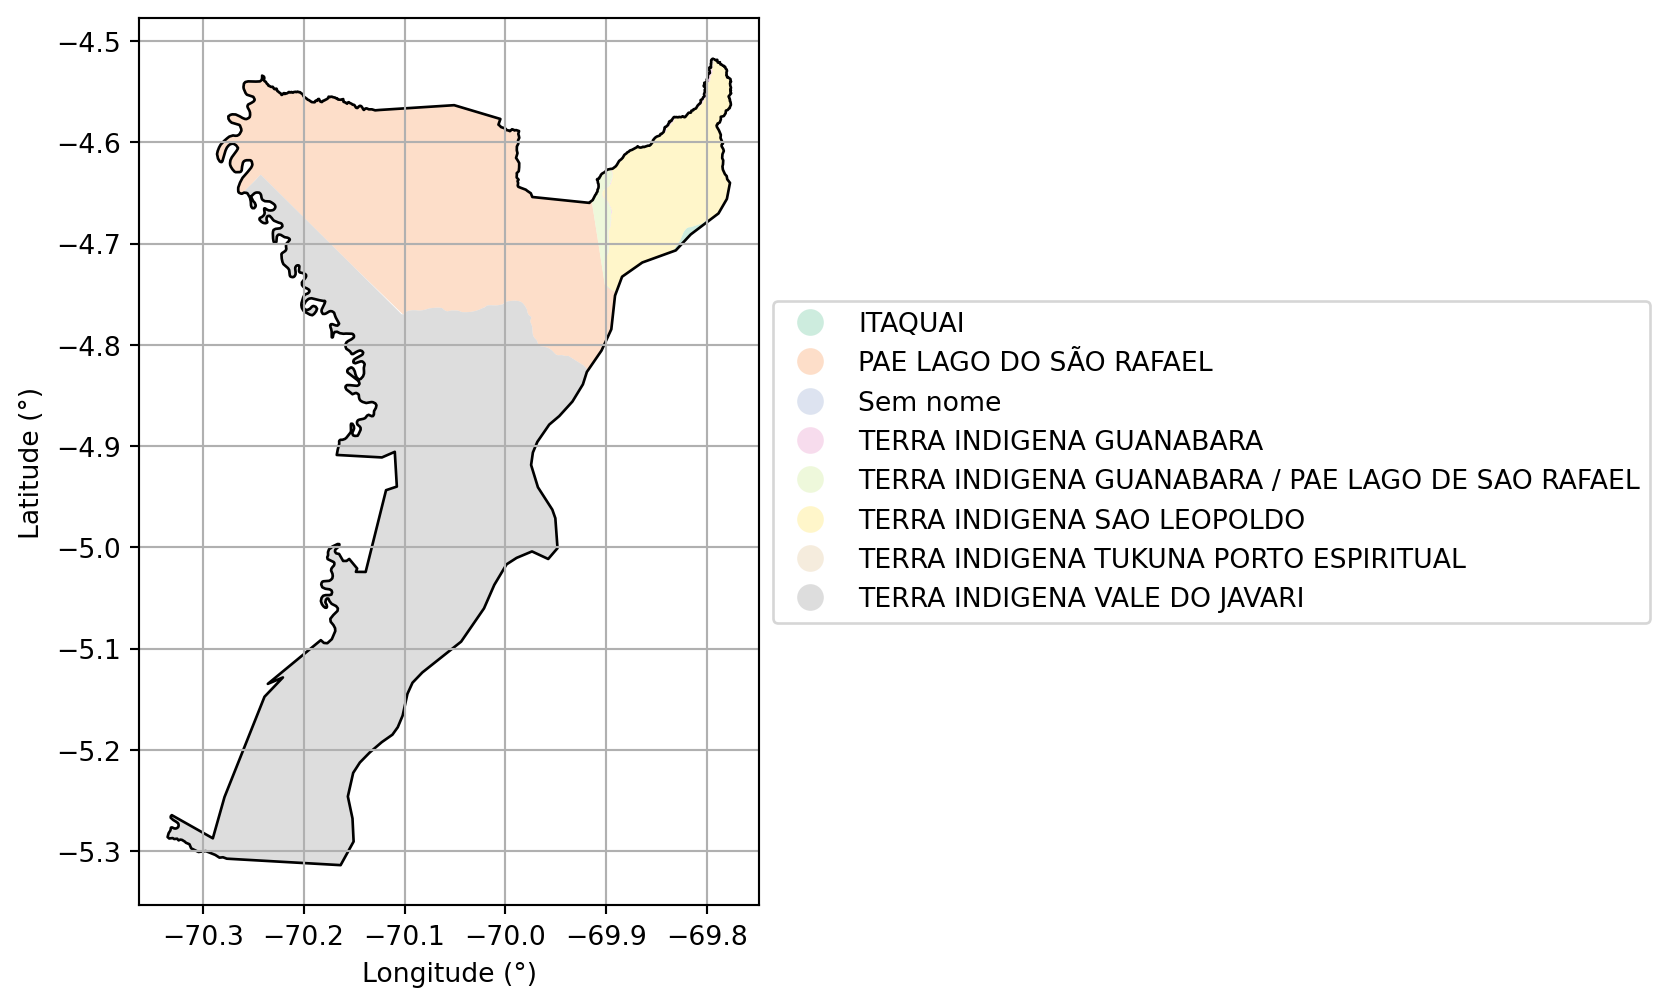 −4.5
−4.6
−4.7
−4.8
−4.9
−5.0
−5.1
−5.2
−5.3
Latitude (°)
−70.3 −70.2 −70.1 −70.0 −69.9 −69.8
Longitude (°)
ITAQUAI
PAE LAGO DO SÃO RAFAEL
Sem nome
TERRA INDIGENA GUANABARA
TERRA INDIGENA GUANABARA / PAE LAGO DE SAO RAFAEL
TERRA INDIGENA SAO LEOPOLDO
TERRA INDIGENA TUKUNA PORTO ESPIRITUAL
TERRA INDIGENA VALE DO JAVARI